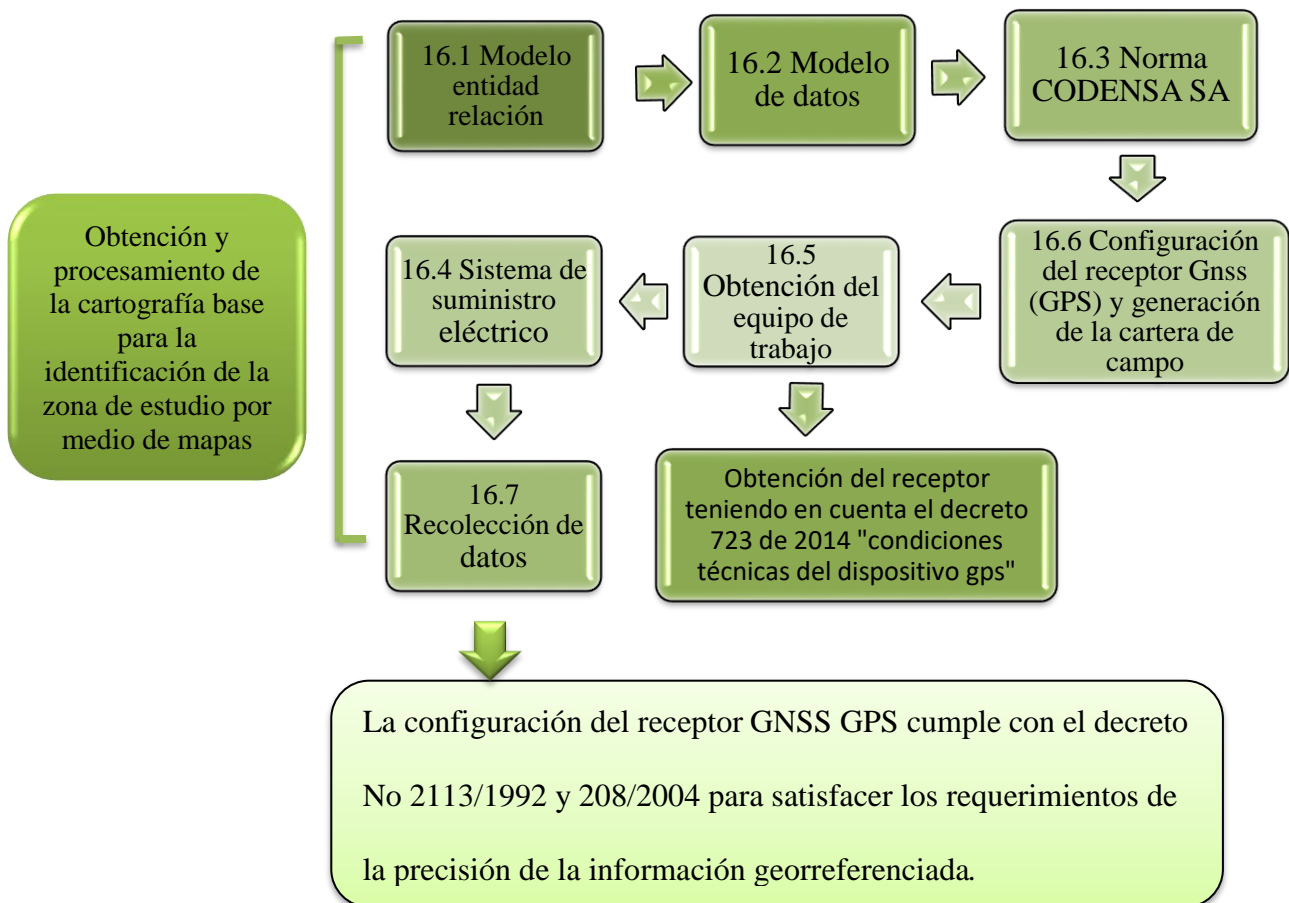 16.1 Modelo
entidad
relación
16.2 Modelo
de datos
16.3 Norma
CODENSA SA
Obtención y
procesamiento de
la cartografía base
para la
identificación de la
zona de estudio por
medio de mapas
16.6 Configuración
del receptor Gnss
(GPS) y generación
de la cartera de
campo
16.5
Obtención del
equipo de
trabajo
16.4 Sistema de
suministro
eléctrico
16.7
Recolección de
datos
Obtención del receptor
teniendo en cuenta el decreto
723 de 2014 "condiciones
técnicas del dispositivo gps"
La configuración del receptor GNSS GPS cumple con el decreto
No 2113/1992 y 208/2004 para satisfacer los requerimientos de
la precisión de la información georreferenciada.